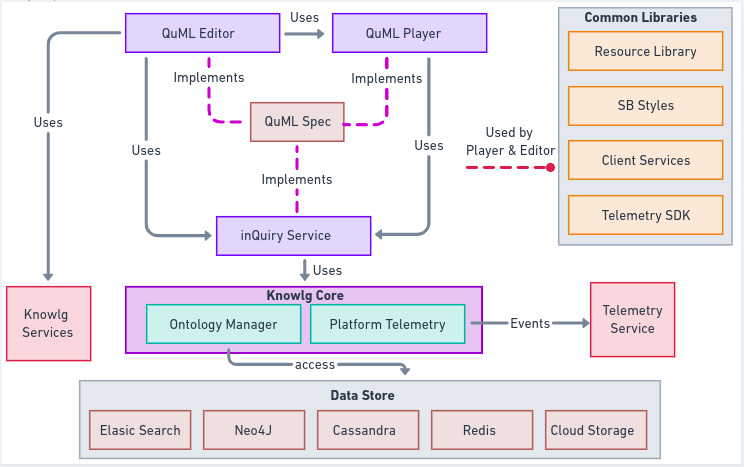 QuML Editor
Uses
QuML Player
Common Libraries
Resource Library
SB Styles
Client Services
Telemetry SDK
Implements
Implements
QuML Spec
Uses
Uses
Uses
Used by
Player & Editor
Implements
inQuiry Service
Uses
Knowlg
Services
Knowlg Core
Ontology Manager
Platform Telemetry
Events
Telemetry
Service
access
Data Store
Elasic Search
Neo4J
Cassandra
Redis
Cloud Storage